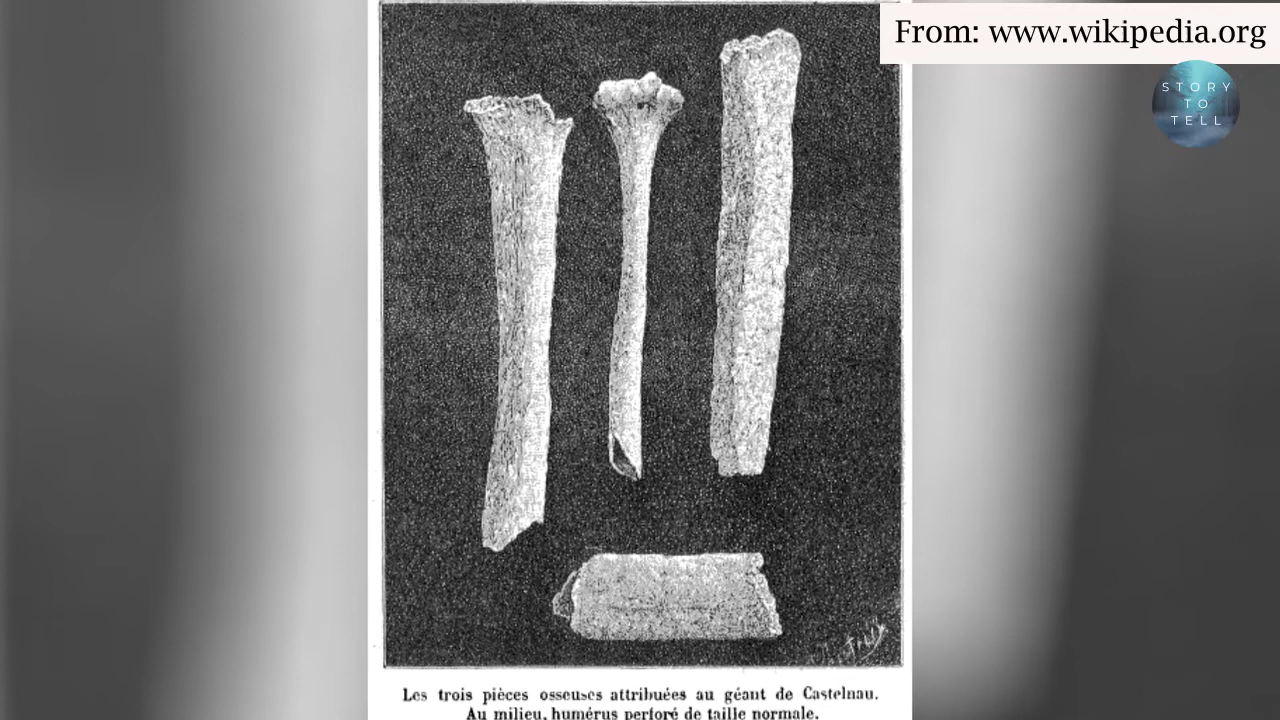 From: www.wikipedia.org
STORY
TO
TELL
Les trois pièces osseuses attribuées au géant de Castelnau.
Au milieu, humérus perforé de taille normale.